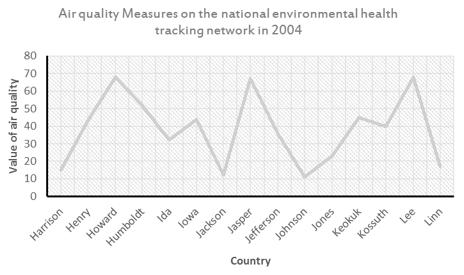 Air quality Measures on the national environmental health
tracking network in 2004
80
70
60
50
40
30
20
10
0
Value of air quality
Harrison
Henry
Howard
Humboldt
Ida
Iowa
Jackson
Jasper
Jefferson
Johnson
Jones
Keokuk
Kossuth
Lee
Linn
Country